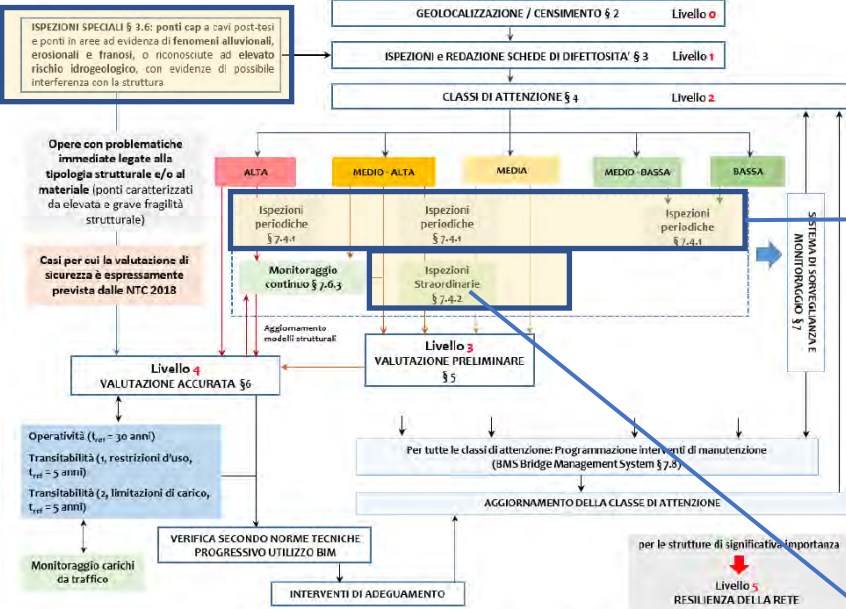 ISPEZIONI SPECIALI § 3.6: ponti cap a cavi post-tesi
e ponti in aree ad evidenza di fenomeni alluvionali,
erosionali e franosi, o riconosciute ad elevato
rischio idrogeologico, con evidenze di possibile
interferenza con la struttura
GEOLOCALIZZAZIONE / CENSIMENTO § 2 Livello 0
ISPEZIONI e REDAZIONE SCHEDE DI DIFETTOSITA' § 3 Livello 1
CLASSI DI ATTENZIONE § 4 Livello 2
Opere con problematiche
immediate legate alla
tipologia strutturale e/o al
materiale (ponti caratterizzati
da elevata e grave fragilità
strutturale)
Casi per cui la valutazione di
sicurezza è espressamente
prevista dalle NTC 2018
ALTA
MEDIO - ALTA
MEDIA
MEDIO - BASSA
BASSA
Ispezioni
periodiche
§ 7.4.1
Ispezioni
periodiche
§ 7.4.1
Ispezioni
periodiche
§ 7.4.1
Monitoraggio
continuo § 7.6.3
Ispezioni
Straordinarie
§ 7.4.2
SISTEMA DI SORVEGLIANZA E
MONITORAGGIO § 7
Aggiornamento
modelli strutturali
Livello 4
VALUTAZIONE ACCURATA §6
Livello 3
VALUTAZIONE PRELIMINARE
§ 5
Operatività (tref = 30 anni)
Transitabilità (1, restrizioni d'uso,
tref = 5 anni)
Transitabilità (2, limitazioni di carico,
tref = 5 anni)
Monitoraggio carichi
da traffico
Per tutte le classi di attenzione: Programmazione interventi di manutenzione
(BMS Bridge Management System § 7.8)
AGGIORNAMENTO DELLA CLASSE DI ATTENZIONE
VERIFICA SECONDO NORME TECNICHE
PROGRESSIVO UTILIZZO BIM
INTERVENTI DI ADEGUAMENTO
per le strutture di significativa importanza
Livello 5
RESILIENZA DELLA RETE